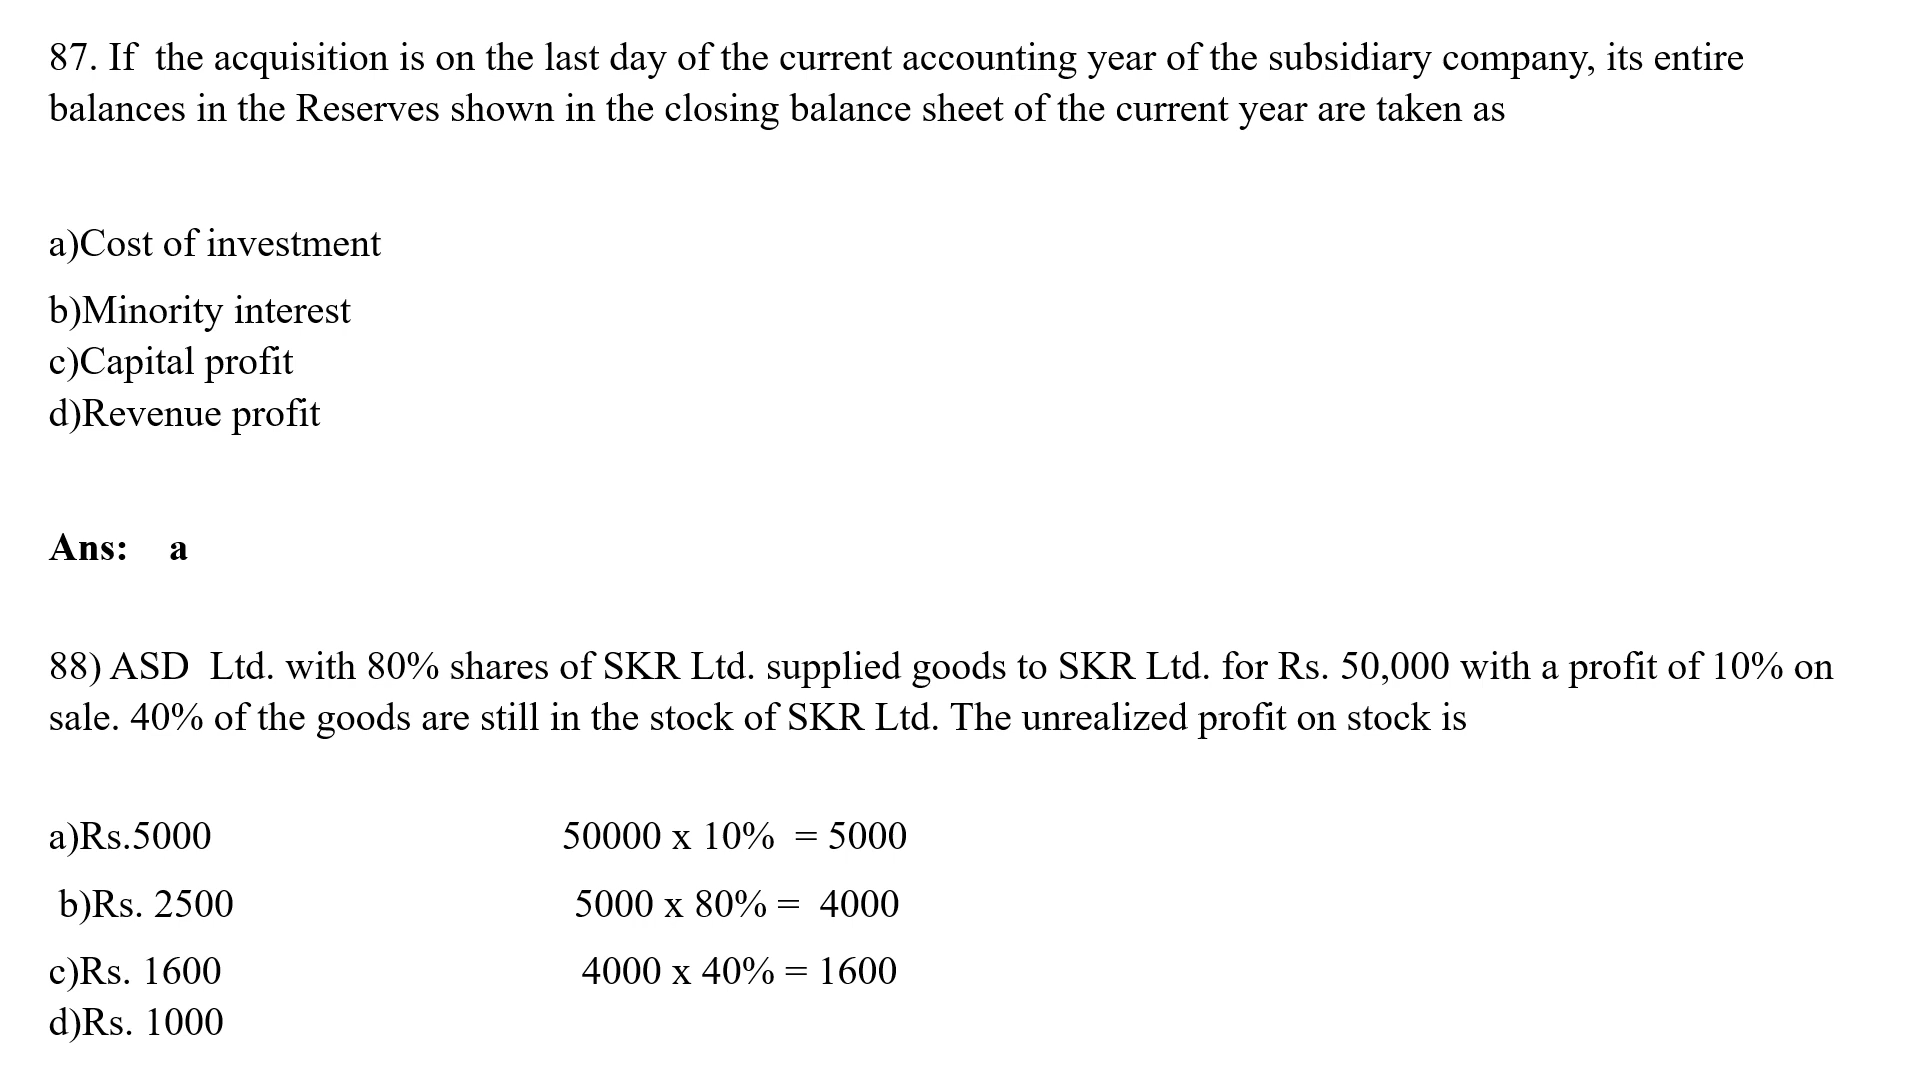 87. If the acquisition is on the last day of the current accounting year of the subsidiary company, its entire
balances in the Reserves shown in the closing balance sheet of the current year are taken as
a)Cost of investment
b)Minority interest
c)Capital profit
d)Revenue profit
Ans: a
88) ASD Ltd. with 80% shares of SKR Ltd. supplied goods to SKR Ltd. for Rs. 50,000 with a profit of 10% on
sale. 40% of the goods are still in the stock of SKR Ltd. The unrealized profit on stock is
a)Rs.5000 50000 x 10% = 5000
b)Rs. 2500 5000 x 80% = 4000
c)Rs. 1600 4000 x 40% = 1600
d)Rs. 1000